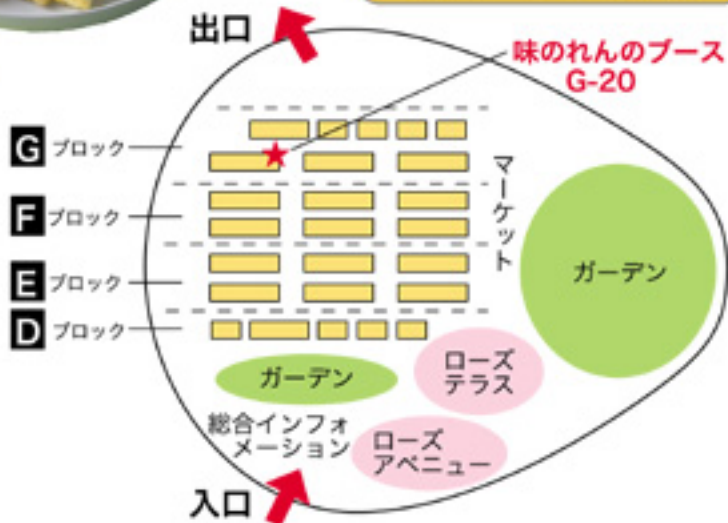 出口
味のれんのブース
G-20
G ブロック
マーケット
F ブロック
ガーデン
E ブロック
D ブロック
ローズ
テラス
ガーデン
総合インフォ
メーション
ローズ
アベニュー
入口